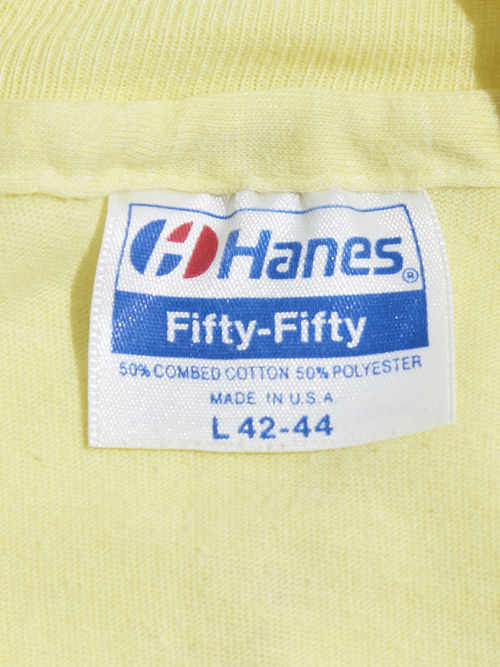 Hanes®
Fifty-Fifty
50% COMBED COTTON 50% POLYESTER
MADE IN U.S.A
L 42-44